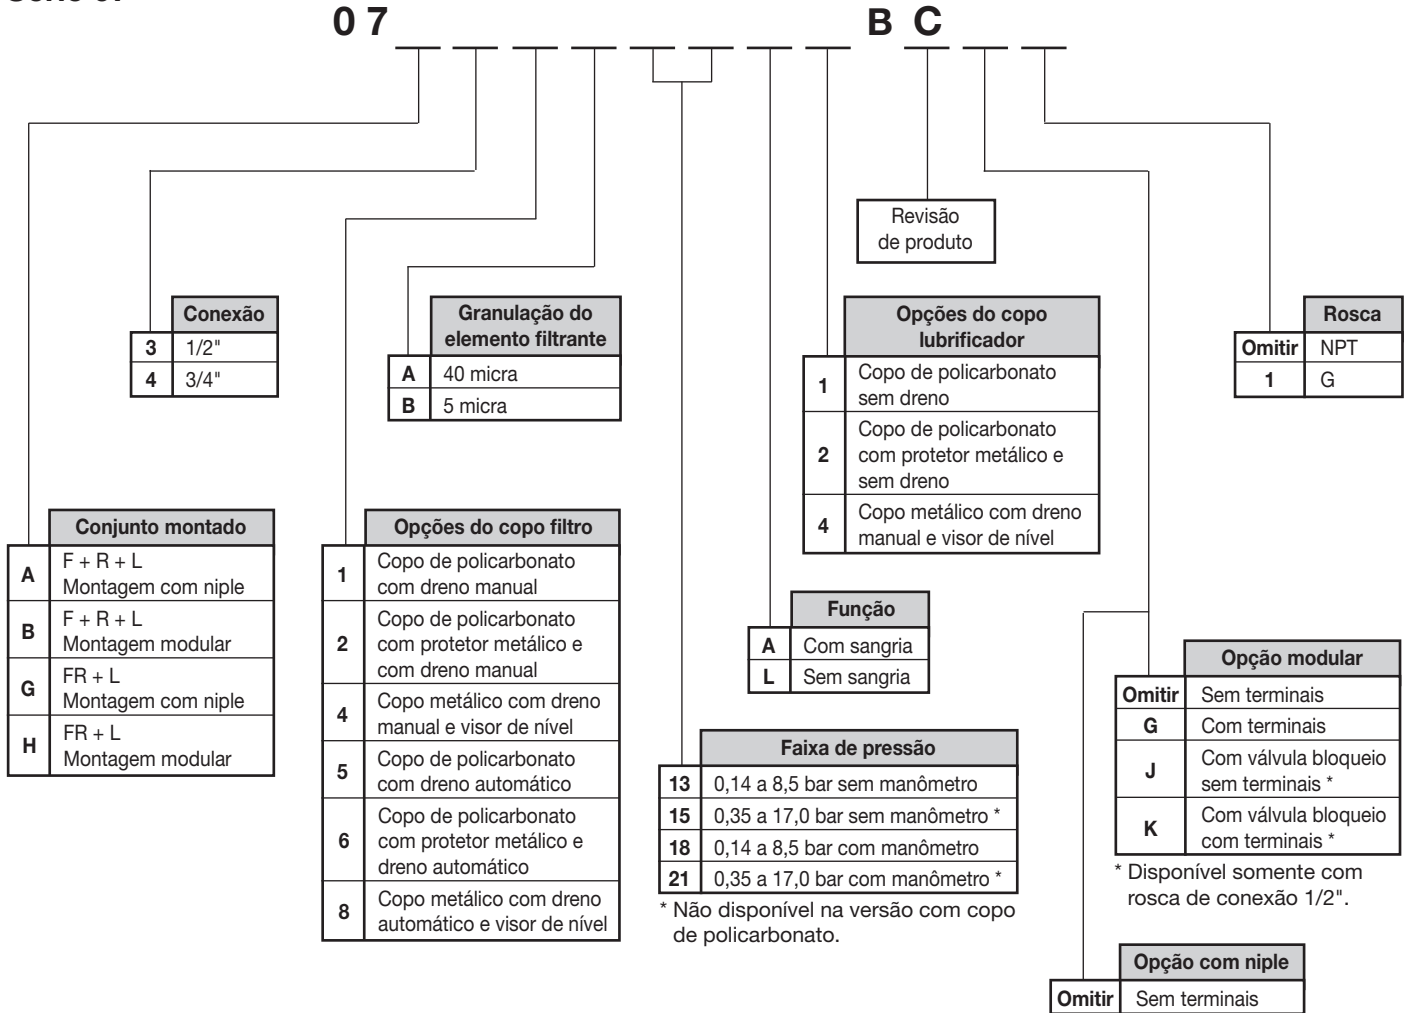 0 7 B C
Revisão
de produto
Conexão
3 1/2"
4 3/4"
Granulação do
elemento filtrante
A 40 micra
B 5 micra
Opções do copo
lubrificador
1 Copo de policarbonato
sem dreno
2 Copo de policarbonato
com protetor metálico e
sem dreno
4 Copo metálico com dreno
manual e visor de nível
Rosca
Omitir NPT
1 G
Conjunto montado
A F + R + L
Montagem com niple
B F + R + L
Montagem modular
G FR + L
Montagem com niple
H FR + L
Montagem modular
Opções do copo filtro
1 Copo de policarbonato
com dreno manual
2 Copo de policarbonato
com protetor metálico e
com dreno manual
4 Copo metálico com dreno
manual e visor de nível
5 Copo de policarbonato
com dreno automático
6 Copo de policarbonato
com protetor metálico e
dreno automático
8 Copo metálico com dreno
automático e visor de nível
Função
A Com sangria
L Sem sangria
Faixa de pressão
13 0,14 a 8,5 bar sem manômetro
15 0,35 a 17,0 bar sem manômetro *
18 0,14 a 8,5 bar com manômetro
21 0,35 a 17,0 bar com manômetro *
* Não disponível na versão com copo
de policarbonato.
Opção modular
Omitir Sem terminais
G Com terminais
J Com válvula bloqueio
sem terminais *
K Com válvula bloqueio
com terminais *
* Disponível somente com
rosca de conexão 1/2".
Opção com niple
Omitir Sem terminais